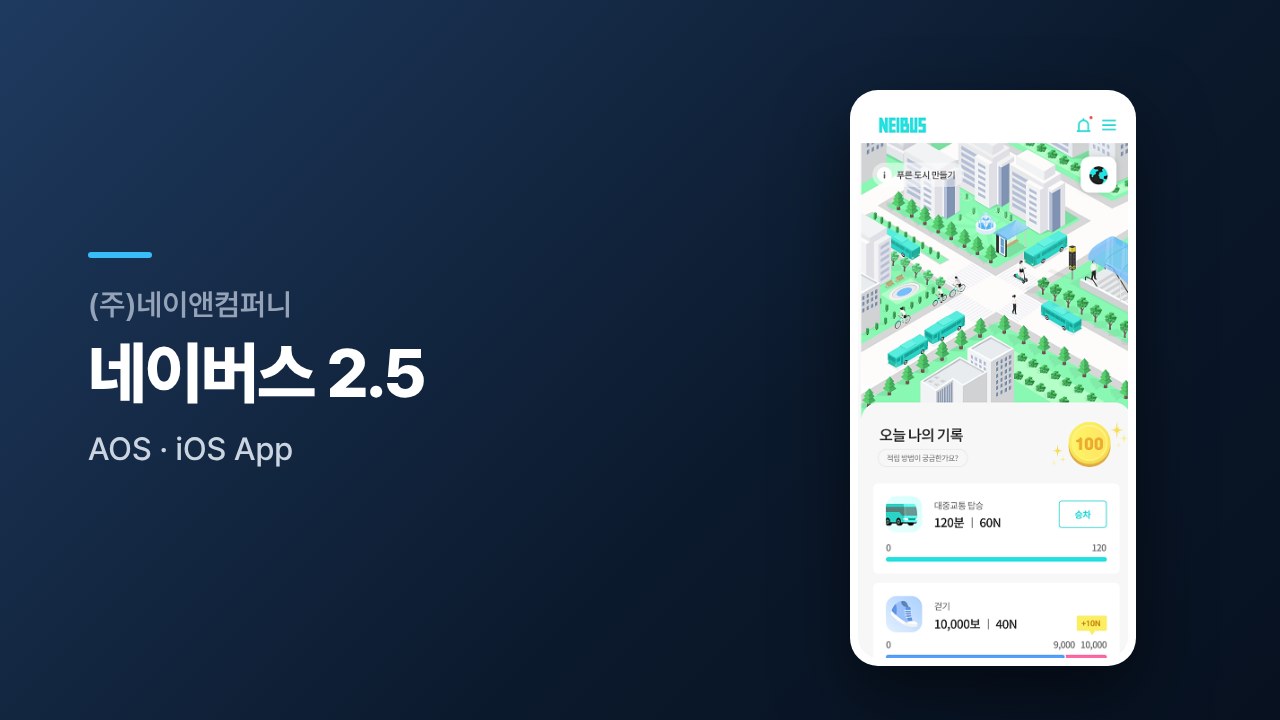 (주)네이앤컴퍼니
네이버스 2.5
AOS · iOS App
NEIBUS
i 푸른 도시 만들기
오늘 나의 기록
적립 방법이 궁금한가요?
100
대중교통 탑승
120분 | 60N
승차
0 120
걷기
10,000보 | 40N
+10N
0 9,000 10,000